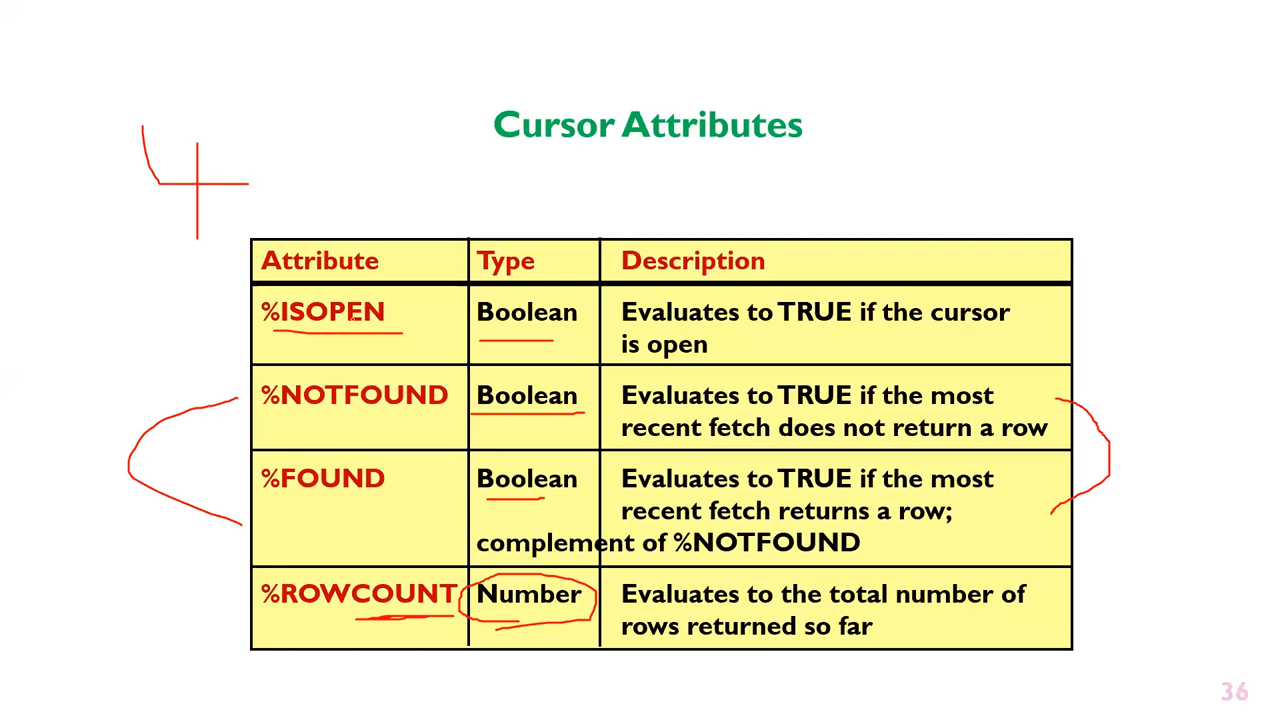 4
Cursor Attributes
Attribute Type Description
%ISOPEN Boolean Evaluates to TRUE if the cursor
is open
%NOTFOUND Boolean Evaluates to TRUE if the most
recent fetch does not return a row
%FOUND Boolean Evaluates to TRUE if the most
recent fetch returns a row;
complement of %NOTFOUND
%ROWCOUNT Number Evaluates to the total number of
rows returned so far
36